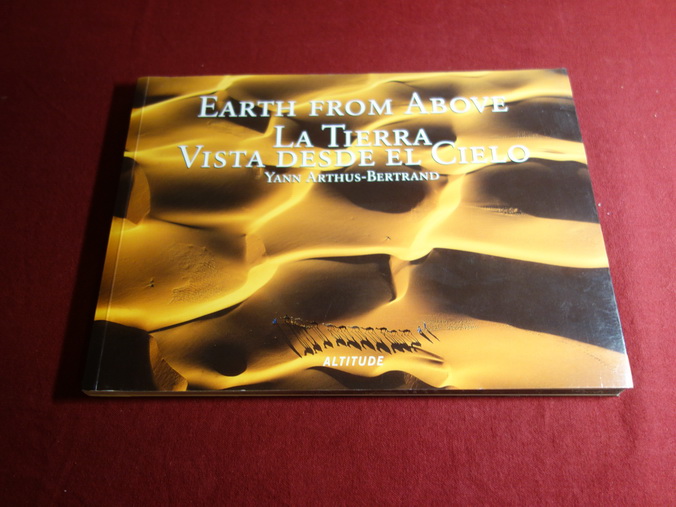 EARTH FROM ABOVE
LA TIERRA
VISTA DESDE EL CIELO
YANN ARTHUS-BERTRAND
ALTITUDE